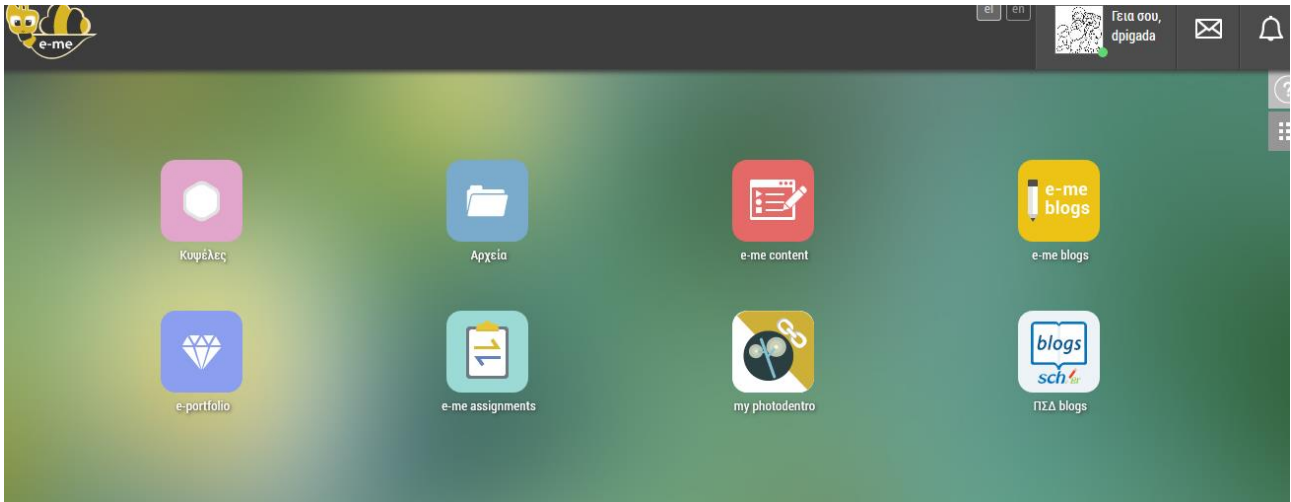 e-me
el en
Γεια σου,
dpigada
?
e-me
blogs
Κυψέλες
Αρχεία
e-me content
e-me blogs
blogs
sch.gr
e-portfolio
e-me assignments
my photodentro
ΠΣΔ blogs